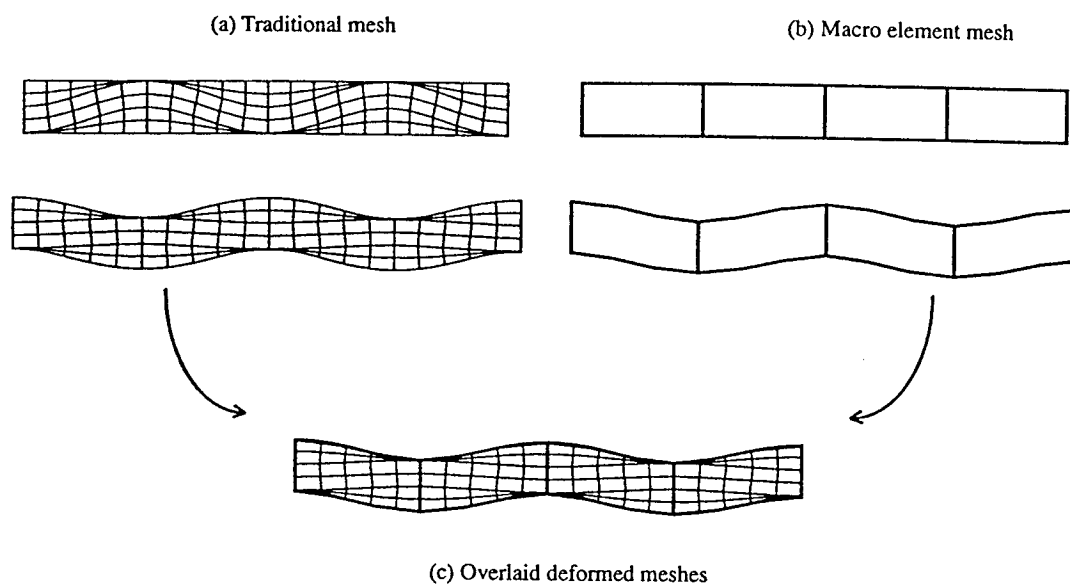 (a) Traditional mesh
(b) Macro element mesh
(c) Overlaid deformed meshes